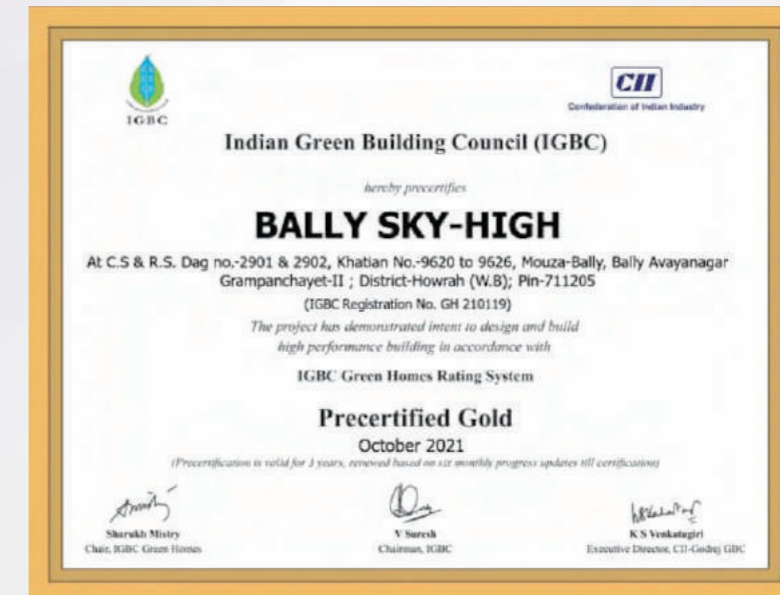 IGBC
CII
Confederation of Indian Industry
Indian Green Building Council (IGBC)
hereby precertifies
BALLY SKY-HIGH
At C.S & R.S. Dag no.-2901 & 2902, Khatian No.-9620 to 9626, Mouza-Bally, Bally Avayanagar
Grampanchayet-II ; District-Howrah (W.B); Pin-711205
(IGBC Registration No. GH 210119)
The project has demonstrated intent to design and build
high performance building in accordance with
IGBC Green Homes Rating System
Precertified Gold
October 2021
(Precertification is valid for 3 years, renewed based on six monthly progress updates till certification)
Sharukh Mistry
Chair, IGBC Green Homes
V Suresh
Chairman, IGBC
K S Venkatagiri
Executive Director, CII-Godrej GBC